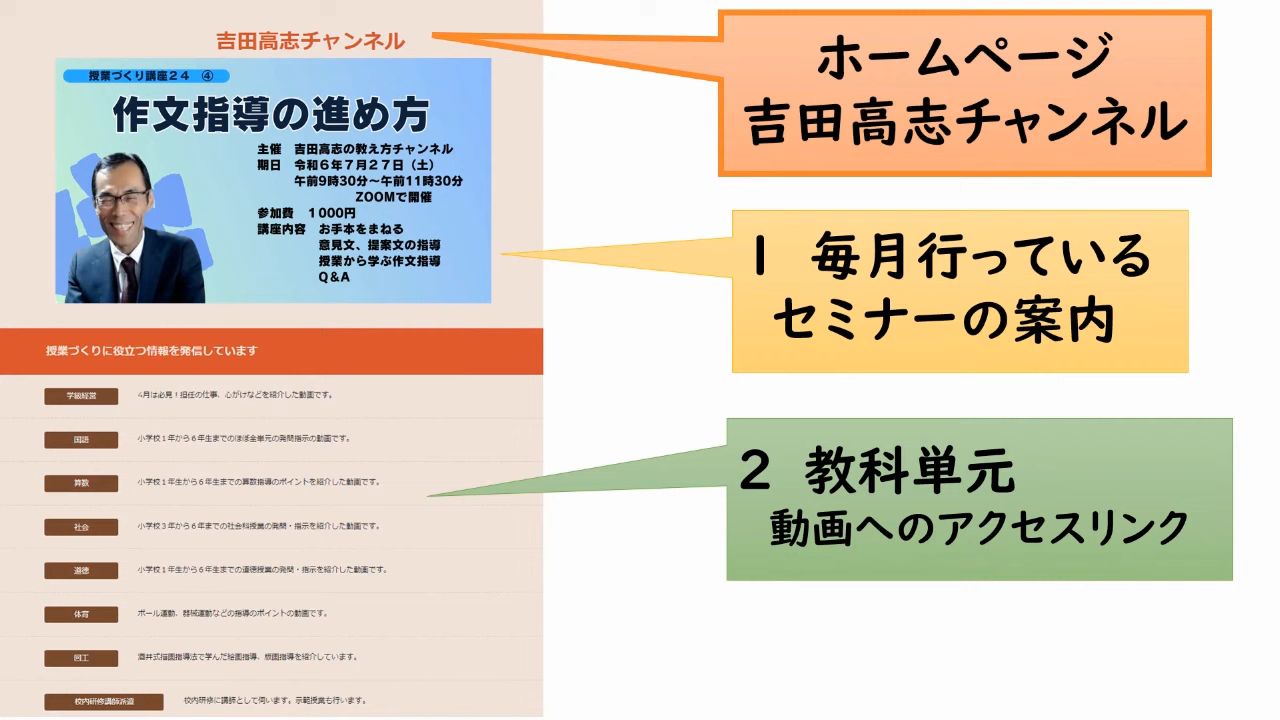 吉田高志チャンネル
授業づくり講座24 ④
作文指導の進め方
主催 吉田高志の教え方チャンネル
期日 令和6年7月27日(土)
午前9時30分～午前11時30分
ZOOMで開催
参加費 1000円
講座内容 お手本をまねる
意見文、提案文の指導
授業から学ぶ作文指導
Q&A
授業づくりに役立つ情報を発信しています
学級経営 4月は必見！担任の仕事、心がけなどを紹介した動画です。
国語 小学校1年から6年生までのほぼ全単元の発問指示の動画です。
算数 小学校1年生から6年生までの算数指導のポイントを紹介した動画です。
社会 小学校3年から6年までの社会科授業の発問・指示を紹介した動画です。
道徳 小学校1年生から6年生までの道徳授業の発問・指示を紹介した動画です。
体育 ボール運動、器械運動などの指導のポイントの動画です。
図工 酒井式描画指導法で学んだ絵画指導、版画指導を紹介しています。
校内研修講師派遣 校内研修に講師として伺います。示範授業も行います。
ホームページ
吉田高志チャンネル
1 毎月行っている
セミナーの案内
2 教科単元
動画へのアクセスリンク